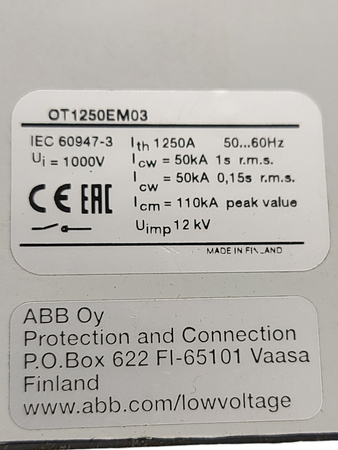 OT1250EM03
IEC 60947-3 Ith 1250A 50...60Hz
Ui = 1000V Icw = 50kA 1s r.m.s.
Icw = 50kA 0,15s r.m.s.
CE EAC Icm = 110kA peak value
Uimp 12 kV
MADE IN FINLAND
ABB Oy
Protection and Connection
P.O.Box 622 FI-65101 Vaasa
Finland
www.abb.com/lowvoltage